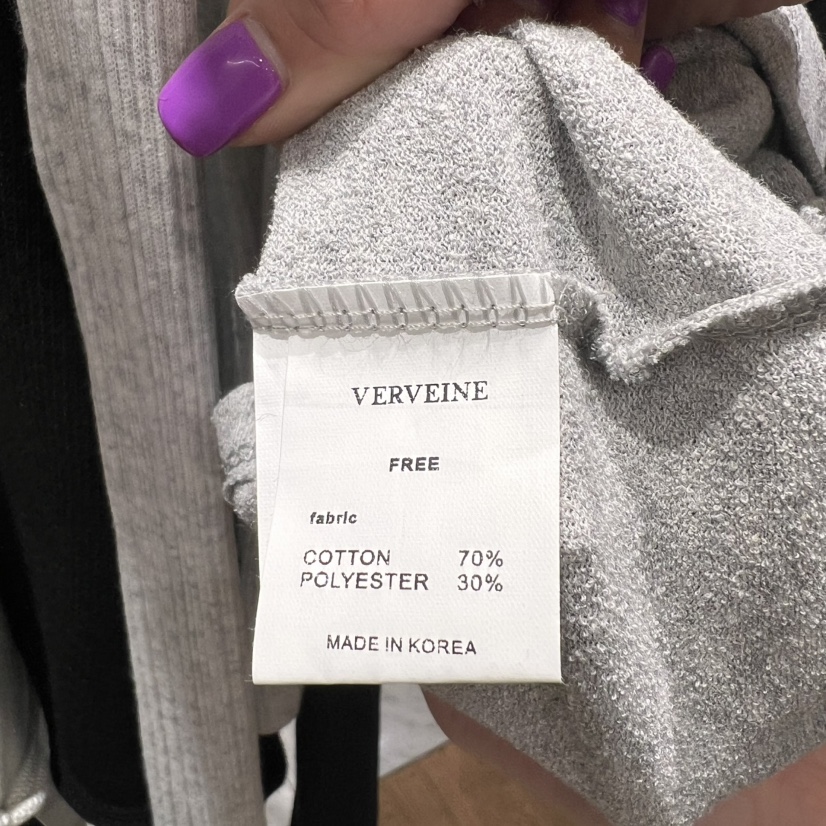 VERVEINE
FREE
fabric
COTTON 70%
POLYESTER 30%
MADE IN KOREA